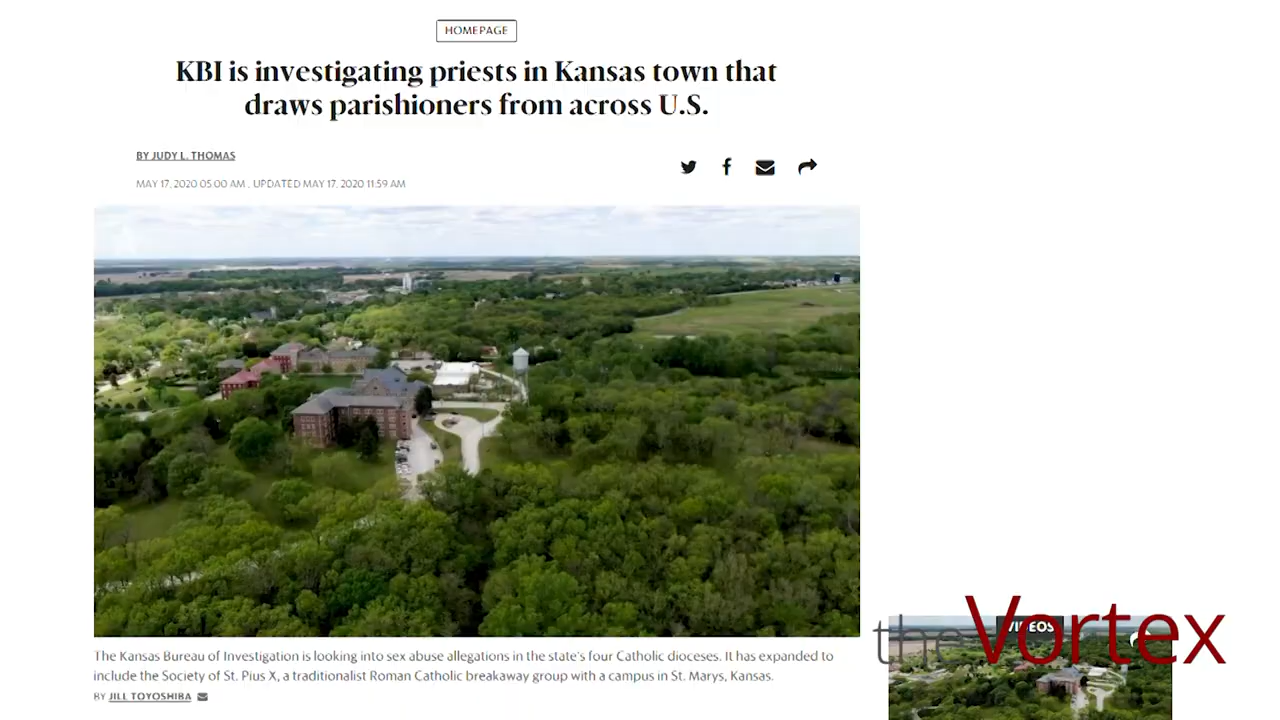 HOMEPAGE
KBI is investigating priests in Kansas town that
draws parishioners from across U.S.
BY JUDY L. THOMAS
MAY 17, 2020 05:00 AM , UPDATED MAY 17, 2020 11:59 AM
The Kansas Bureau of Investigation is looking into sex abuse allegations in the state's four Catholic dioceses. It has expanded to
include the Society of St. Pius X, a traditionalist Roman Catholic breakaway group with a campus in St. Marys, Kansas.
BY JILL TOYOSHIBA
VIDEOS
theVortex